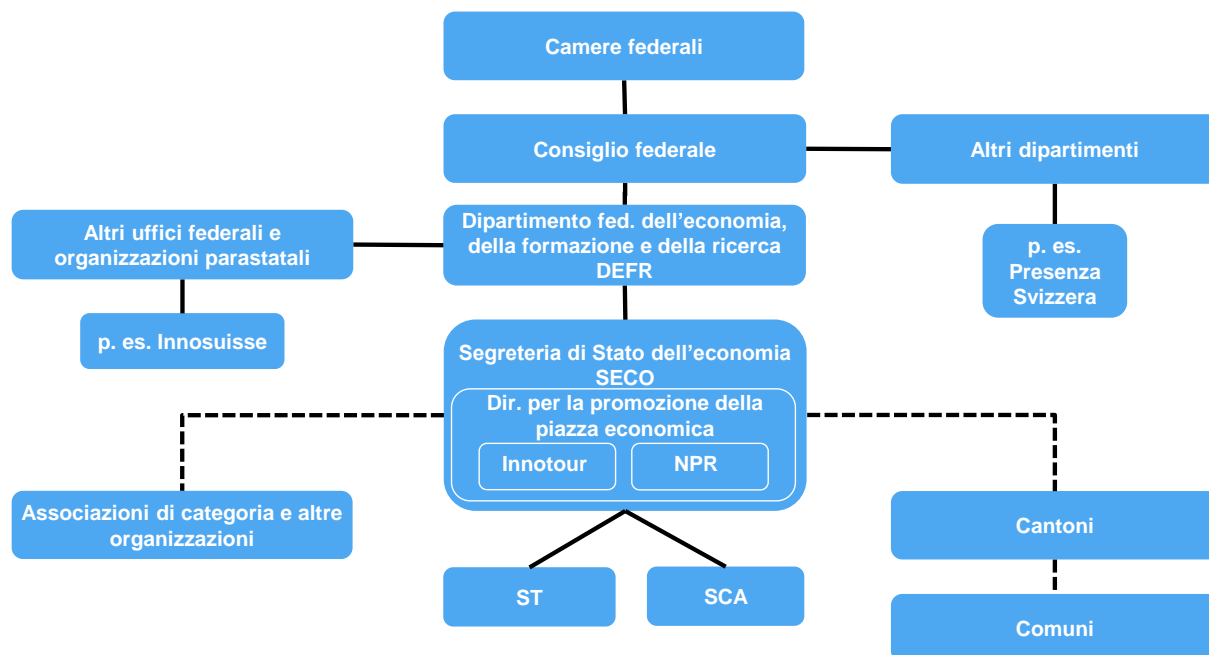 Camere federali
Consiglio federale
Altri dipartimenti
Altri uffici federali e
organizzazioni parastatali
Dipartimento fed. dell’economia,
della formazione e della ricerca
DEFR
p. es.
Presenza
Svizzera
p. es. Innosuisse
Segreteria di Stato dell’economia
SECO
Dir. per la promozione della
piazza economica
Innotour
NPR
Associazioni di categoria e altre
organizzazioni
Cantoni
ST
SCA
Comuni